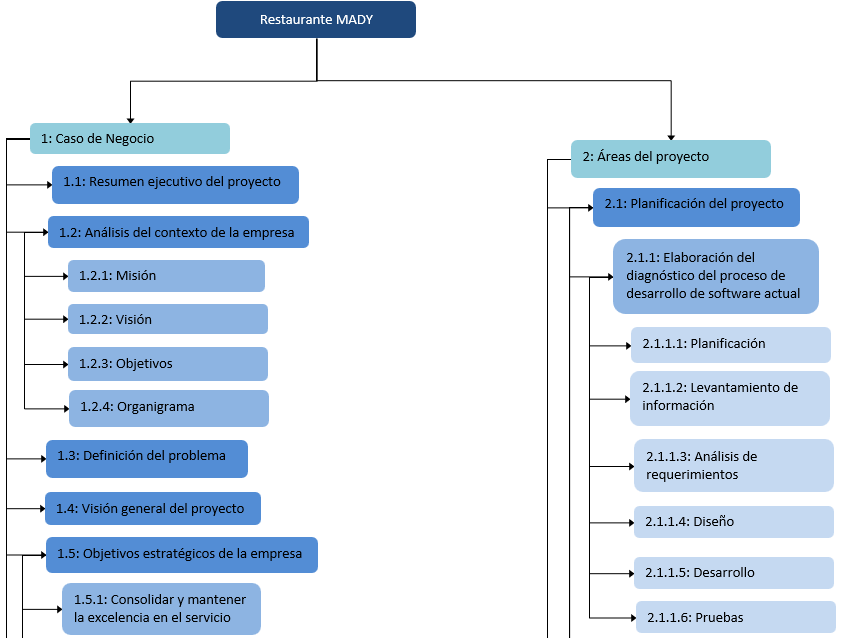 Restaurante MADY
1: Caso de Negocio
1.1: Resumen ejecutivo del proyecto
1.2: Análisis del contexto de la empresa
1.2.1: Misión
1.2.2: Visión
1.2.3: Objetivos
1.2.4: Organigrama
1.3: Definición del problema
1.4: Visión general del proyecto
1.5: Objetivos estratégicos de la empresa
1.5.1: Consolidar y mantener
la excelencia en el servicio
2: Áreas del proyecto
2.1: Planificación del proyecto
2.1.1: Elaboración del
diagnóstico del proceso de
desarrollo de software actual
2.1.1.1: Planificación
2.1.1.2: Levantamiento de
información
2.1.1.3: Análisis de
requerimientos
2.1.1.4: Diseño
2.1.1.5: Desarrollo
2.1.1.6: Pruebas